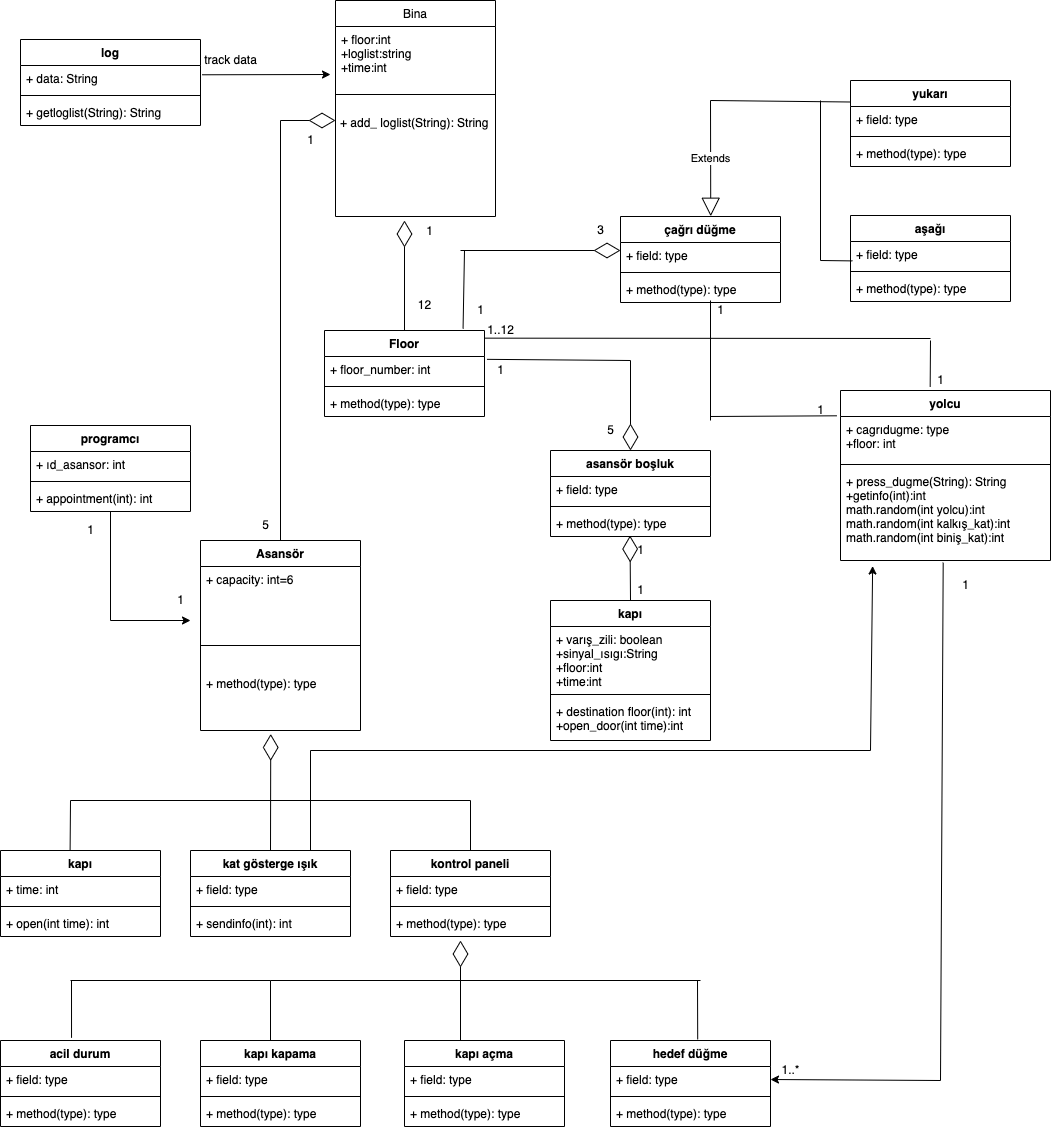 Bina
+ floor:int
+loglist:string
+time:int
+ add_ loglist(String): String
log
+ data: String
+ getloglist(String): String
track data
1
5
1
12
yukarı
+ field: type
+ method(type): type
aşağı
+ field: type
+ method(type): type
Extends
çağrı düğme
+ field: type
+ method(type): type
3
1
1
1
Floor
+ floor_number: int
+ method(type): type
1..12
1
1
5
yolcu
+ cagrıdugme: type
+floor: int
+ press_dugme(String): String
+getinfo(int):int
math.random(int yolcu):int
math.random(int kalkış_kat):int
math.random(int biniş_kat):int
1
1..*
asansör boşluk
+ field: type
+ method(type): type
1
1
kapı
+ varış_zili: boolean
+sinyal_ısıgı:String
+floor:int
+time:int
+ destination floor(int): int
+open_door(int time):int
programcı
+ ıd_asansor: int
+ appointment(int): int
1
1
Asansör
+ capacity: int=6
+ method(type): type
kapı
+ time: int
+ open(int time): int
kat gösterge ışık
+ field: type
+ sendinfo(int): int
kontrol paneli
+ field: type
+ method(type): type
acil durum
+ field: type
+ method(type): type
kapı kapama
+ field: type
+ method(type): type
kapı açma
+ field: type
+ method(type): type
hedef düğme
+ field: type
+ method(type): type